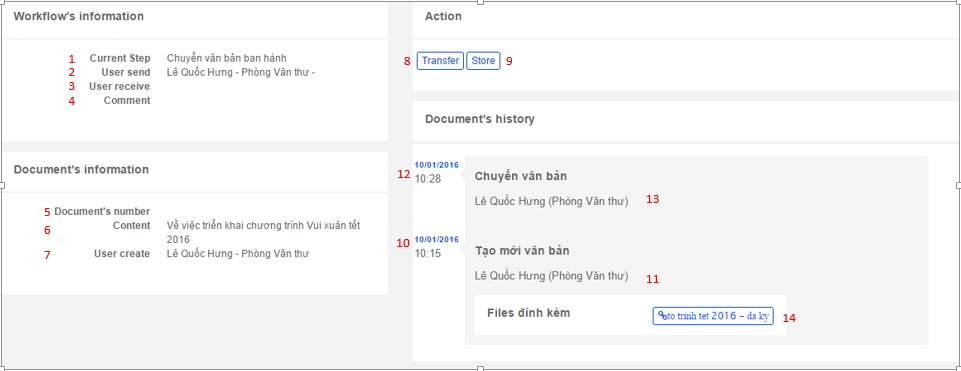 Workflow's information
1 Current Step Chuyển văn bản ban hành
2 User send Lê Quốc Hưng - Phòng Văn thư -
3 User receive
4 Comment
Document's information
5 Document's number
6 Content Về việc triển khai chương trình Vui xuân tết
2016
7 User create Lê Quốc Hưng - Phòng Văn thư
Action
8 Transfer Store 9
Document's history
12 10/01/2016
10:28
Chuyển văn bản
Lê Quốc Hưng (Phòng Văn thư) 13
10 10/01/2016
10:15
Tạo mới văn bản
Lê Quốc Hưng (Phòng Văn thư) 11
Files đính kèm to trinh tet 2016 – da ky 14